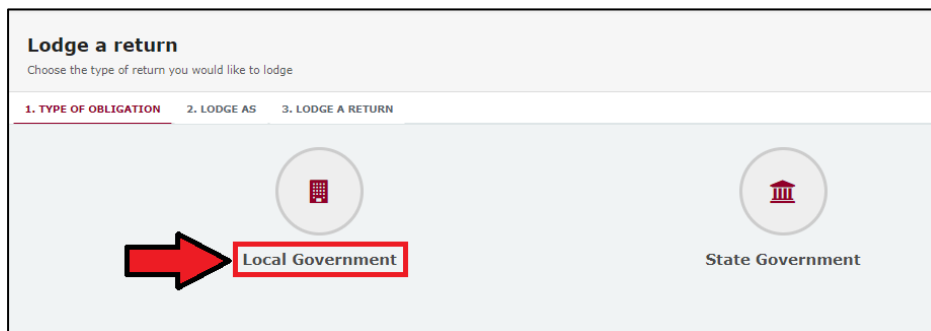 Lodge a return
Choose the type of return you would like to lodge
1. TYPE OF OBLIGATION 2. LODGE AS 3. LODGE A RETURN
Local Government State Government